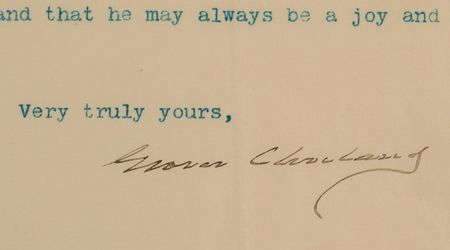 and that he may always be a joy and
Very truly yours,
Grover Cleveland